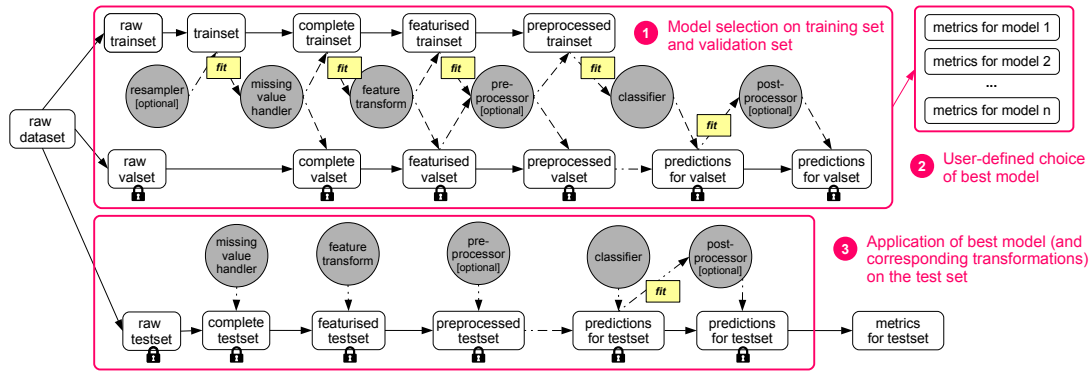 raw
dataset
raw
trainset
trainset
complete
trainset
featurised
trainset
preprocessed
trainset
1 Model selection on training set
and validation set
resampler
[optional]
fit
missing
value
handler
fit
feature
transform
fit
pre-
processor
[optional]
fit
classifier
fit
post-
processor
[optional]
raw
valset
complete
valset
featurised
valset
preprocessed
valset
predictions
for valset
predictions
for valset
metrics for model 1
metrics for model 2
...
metrics for model n
2 User-defined choice
of best model
missing
value
handler
feature
transform
pre-
processor
[optional]
classifier
fit
post-
processor
[optional]
3 Application of best model (and
corresponding transformations)
on the test set
raw
testset
complete
testset
featurised
testset
preprocessed
testset
predictions
for testset
predictions
for testset
metrics
for testset